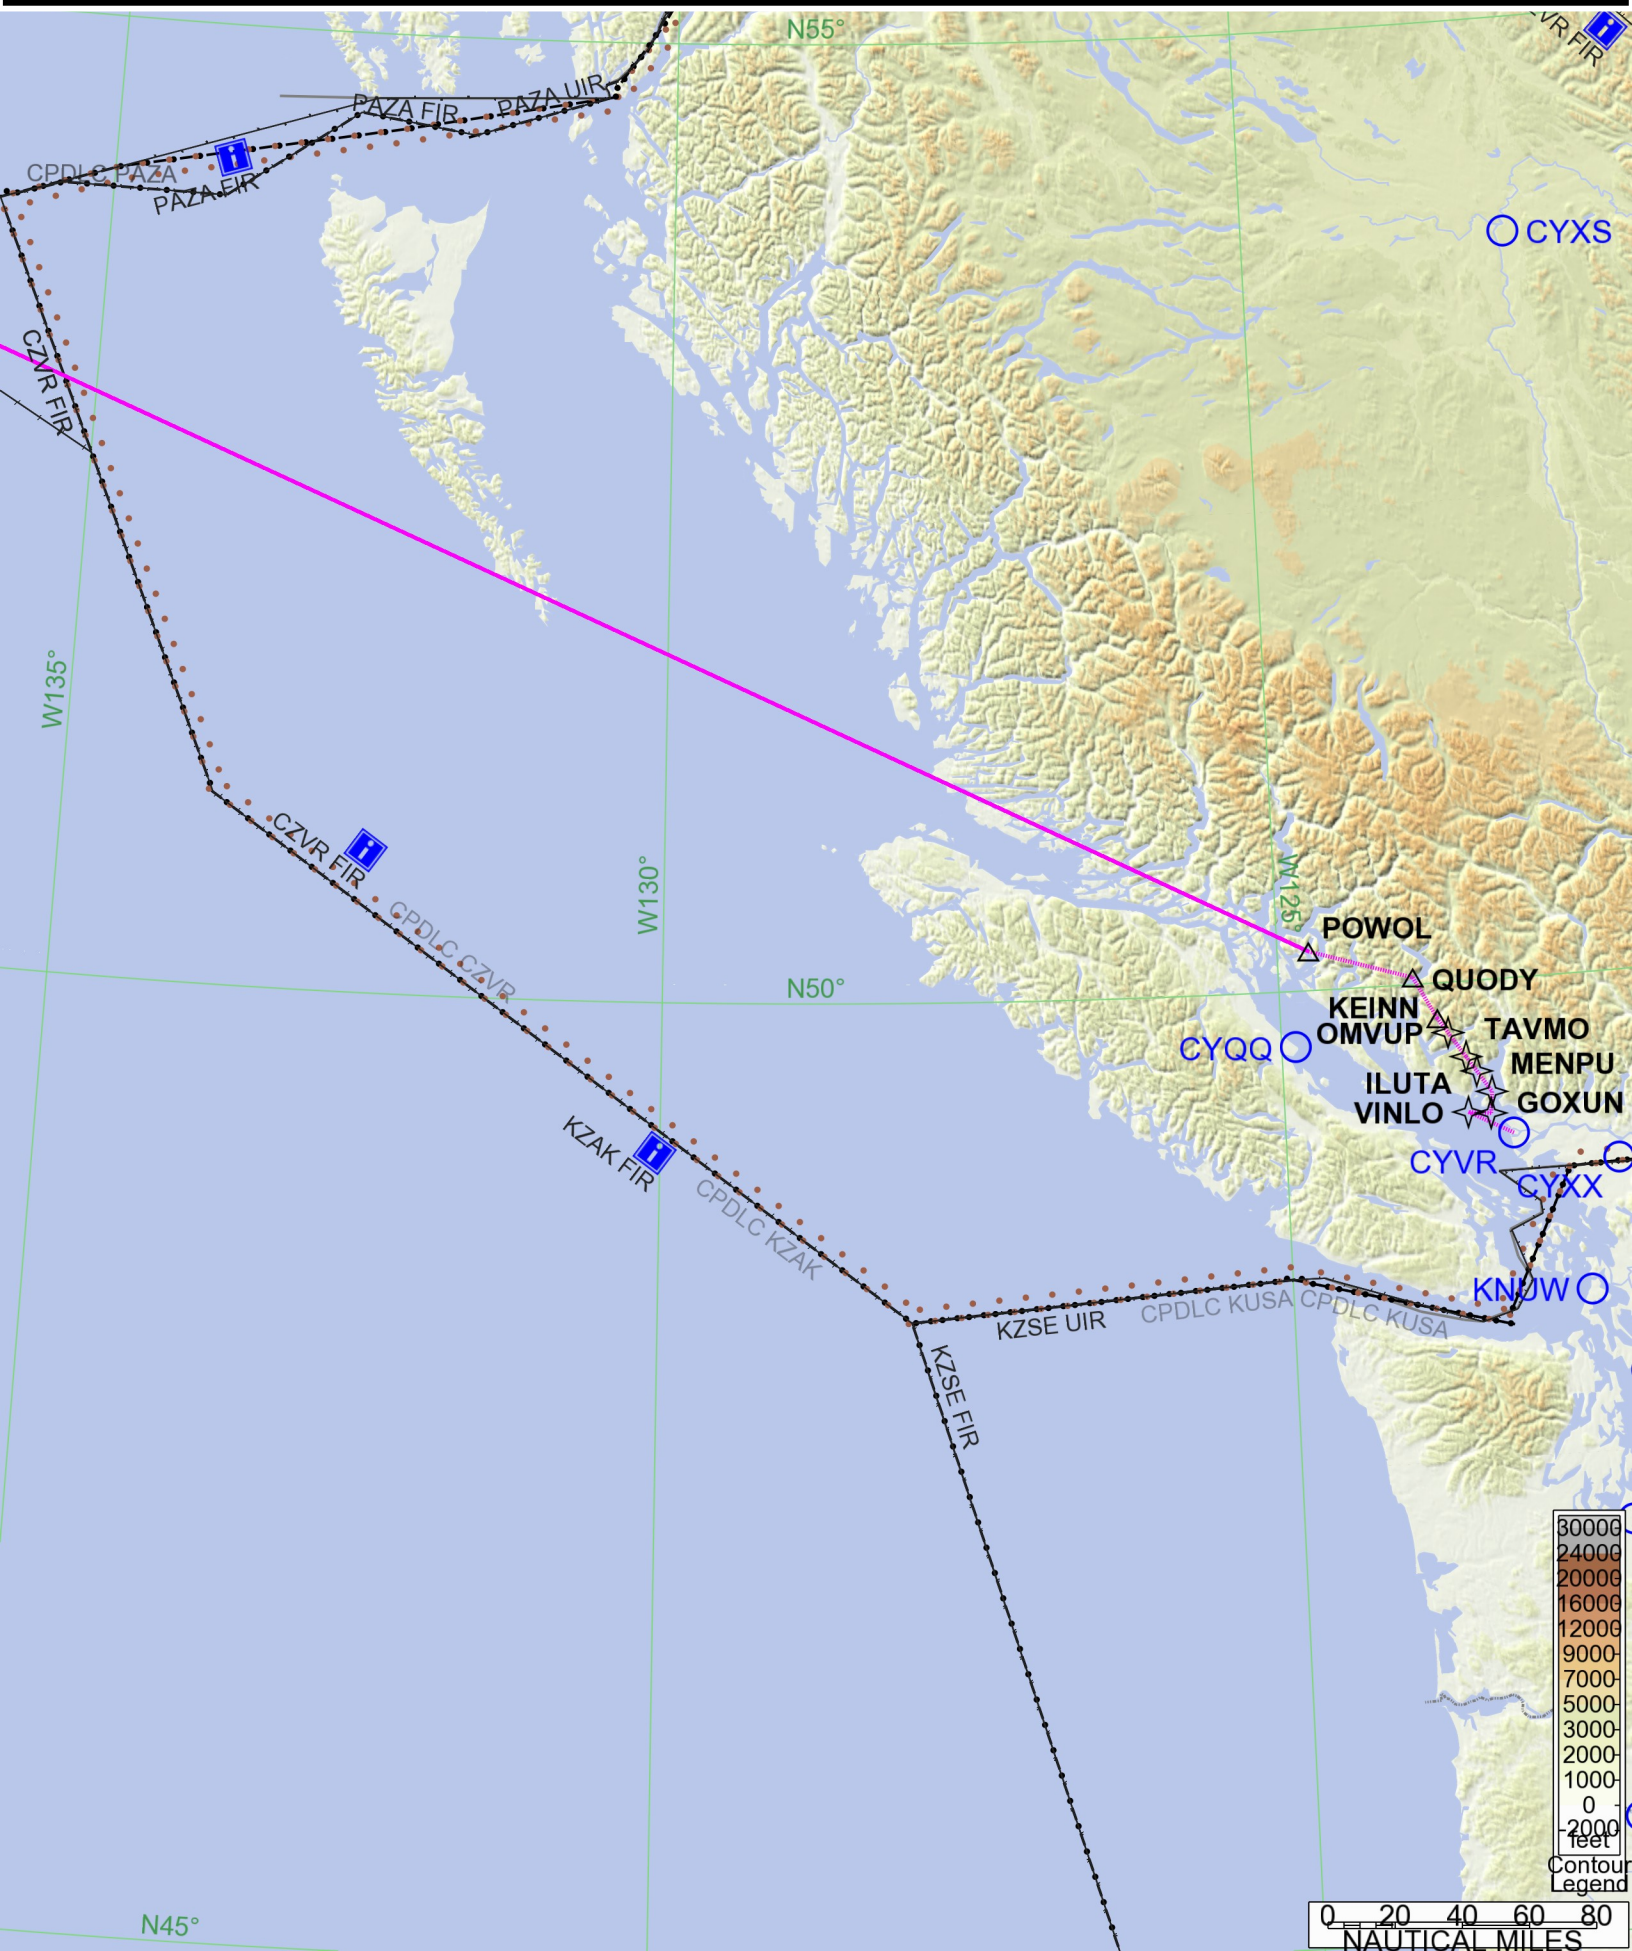 N55°
VR FIR
PAZA FIR
PAZA UIR
CPDLC PAZA
PAZA FIR
CYXS
CZVR FIR
W135°
CZVR FIR
W130°
W125°
CPDLC CZVR
POWOL
QUODY
N50°
KEINN
OMVUP
TAVMO
CYQQ
MENPU
ILUTA
GOXUN
VINLO
KZAK FIR
CYVR
CPDLC KZAK
CYXX
KNUW
KZSE UIR
CPDLC KUSA
CPDLC KUSA
KZSE FIR
30000
24000
20000
16000
12000
9000
7000
5000
3000
2000
1000
0
-2000
feet
Contour
Legend
N45°
0 20 40 60 80
NAUTICAL MILES